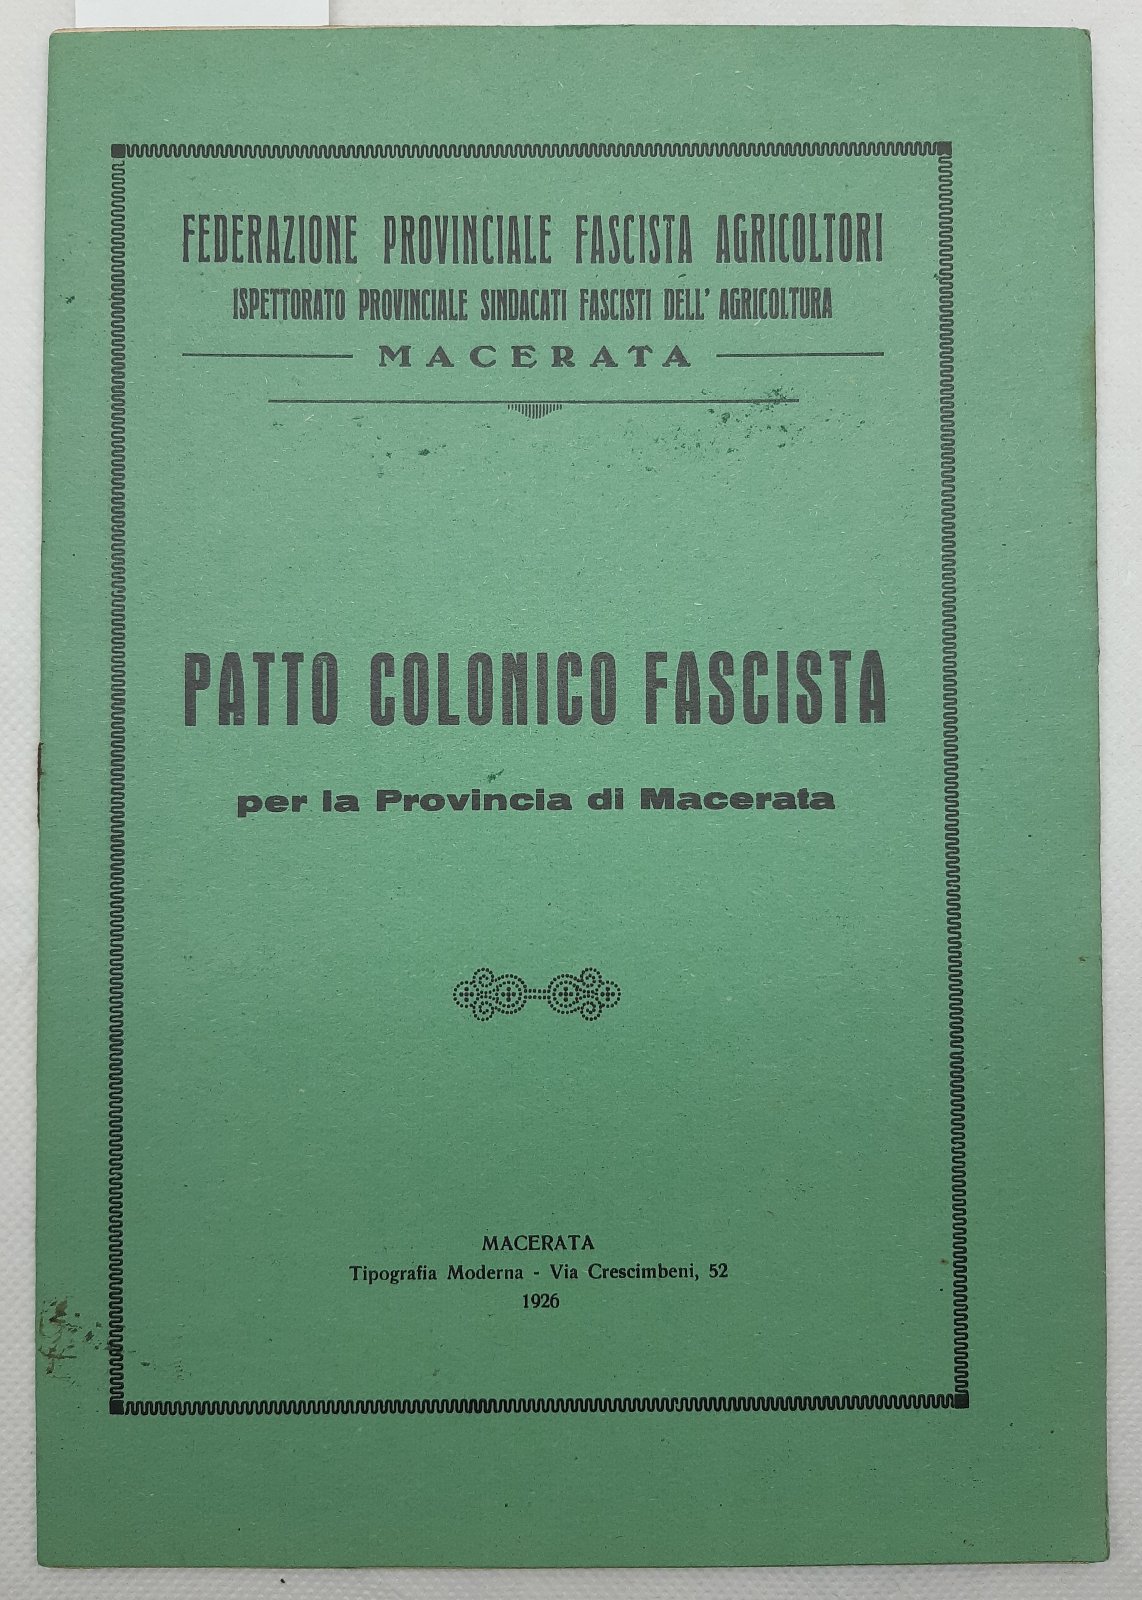 FEDERAZIONE PROVINCIALE FASCISTA AGRICOLTORI
ISPETTORATO PROVINCIALE SINDACATI FASCISTI DELL' AGRICOLTURA
MACERATA
PATTO COLONICO FASCISTA
per la Provincia di Macerata
MACERATA
Tipografia Moderna - Via Crescimbeni, 52
1926